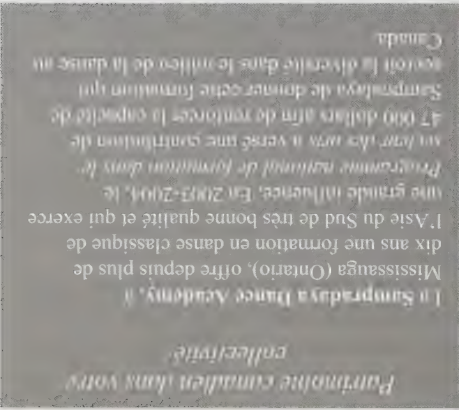 Patrimoine canadien dans votre
collectivité
La Sampradaya Dance Academy, à
Mississauga (Ontario), offre depuis plus de
dix ans une formation en danse classique de
l'Asie du Sud de très bonne qualité et qui exerce
une grande influence. En 2003-2004, le
Programme national de formation dans le
secteur des arts a versé une contribution de
47 000 dollars afin de renforcer la capacité de
Sampradaya de donner cette formation qui
accroît la diversité dans le milieu de la danse au
Canada.